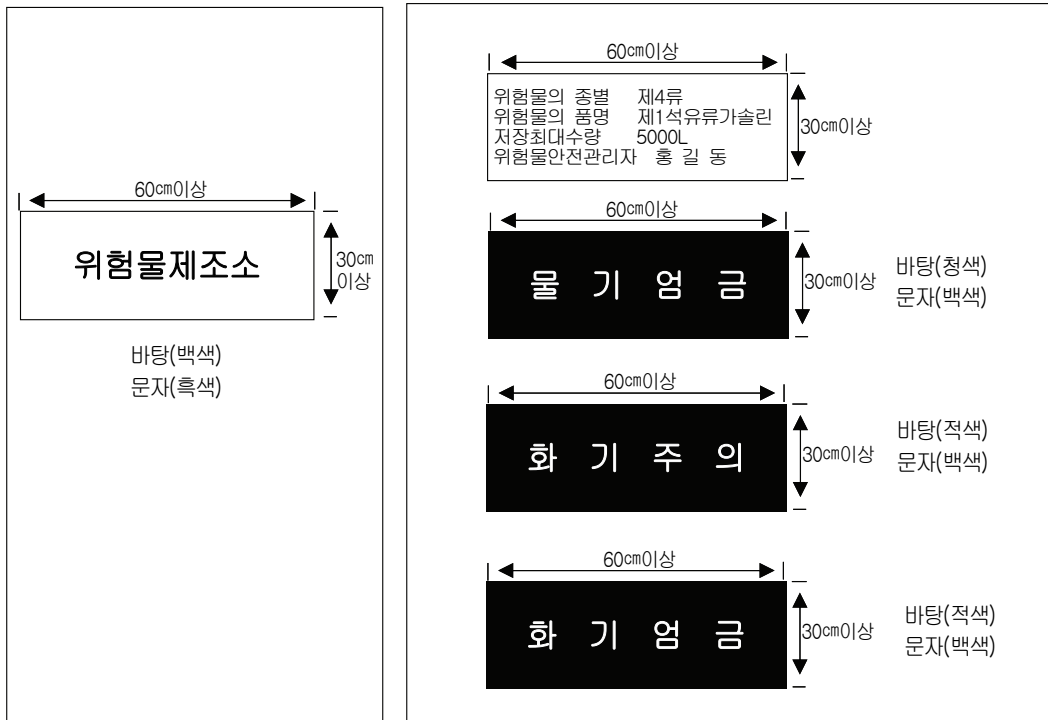 60㎝이상
위험물제조소
30㎝
이상
바탕(백색)
문자(흑색)
60㎝이상
위험물의 종별 제4류
위험물의 품명 제1석유류가솔린
저장최대수량 5000L
위험물안전관리자 홍 길 동
30㎝이상
60㎝이상
물 기 엄 금
30㎝이상
바탕(청색)
문자(백색)
60㎝이상
화 기 주 의
30㎝이상
바탕(적색)
문자(백색)
60㎝이상
화 기 엄 금
30㎝이상
바탕(적색)
문자(백색)